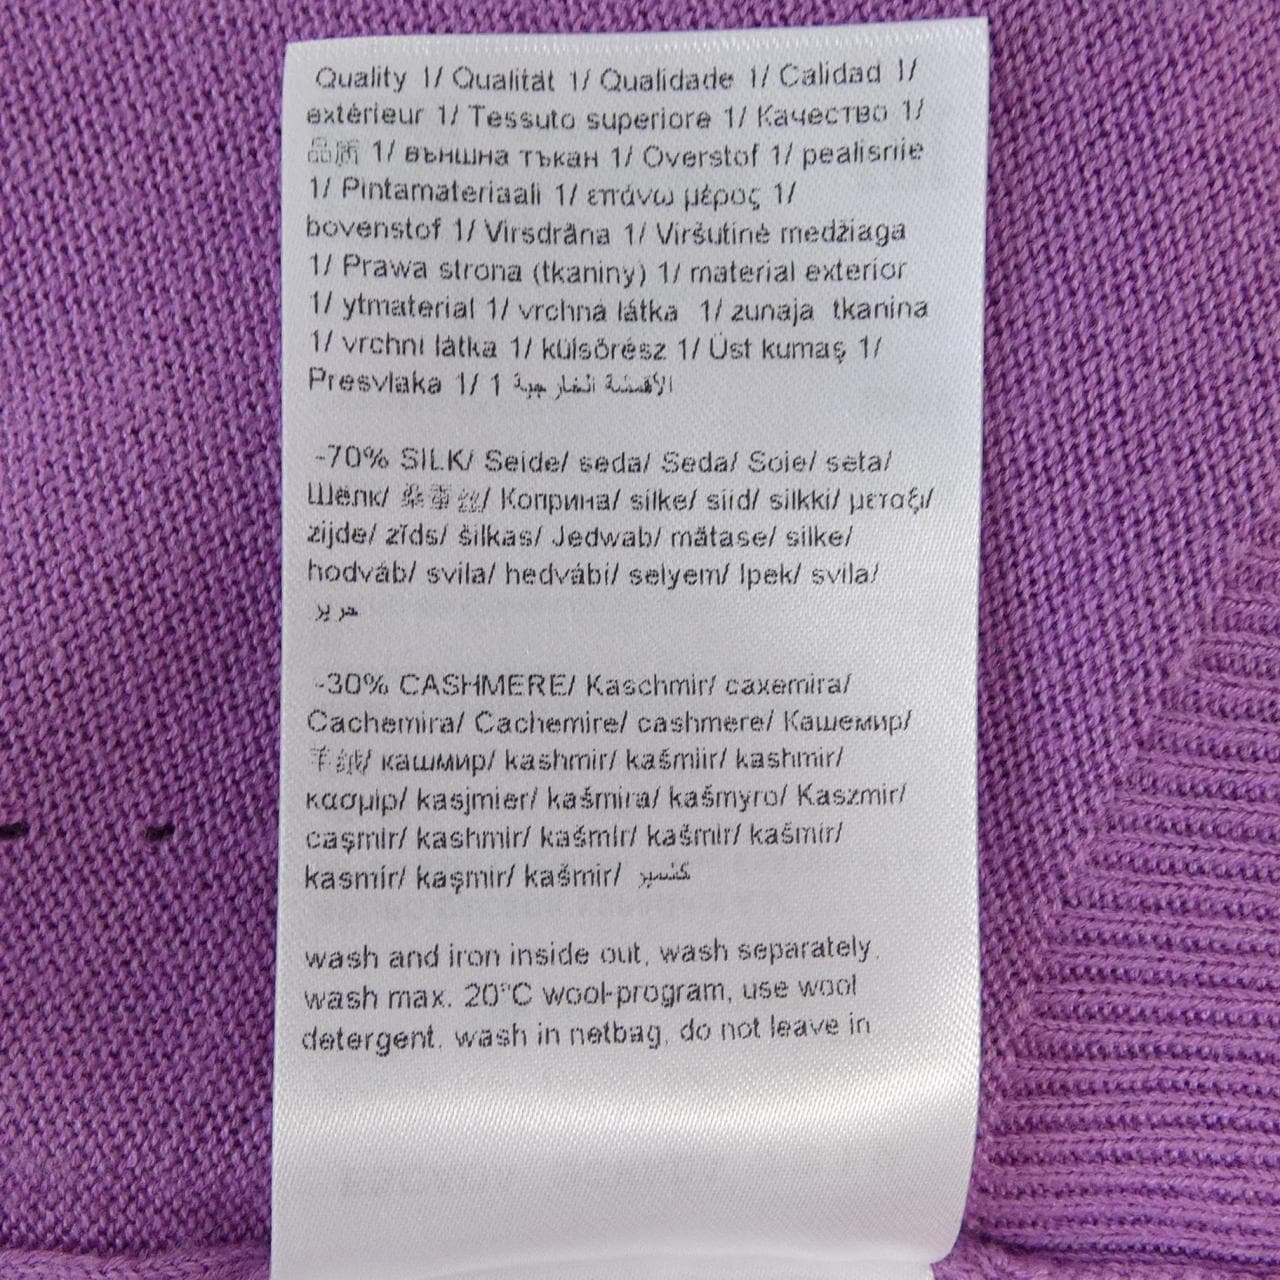 Quality 1/ Qualität 1/ Qualidade 1/ Calidad 1/
extérieur 1/ Tessuto superiore 1/ Качество 1/
品质 1/ външна тъкан 1/ Overstof 1/ pealisriie
1/ Pintamateriaali 1/ επάνω μέρος 1/
bovenstof 1/ Virsdrāna 1/ Viršutinė medžiaga
1/ Prawa strona (tkaniny) 1/ material exterior
1/ ytmaterial 1/ vrchná látka 1/ zunaja tkanina
1/ vrchní látka 1/ külsőrész 1/ Üst kumaş 1/
Presvlaka 1/ 1 الأقمشة الخارجية
-70% SILK/ Seide/ seda/ Seda/ Soie/ seta/
Шёлк/ 桑蚕丝/ Коприна/ silke/ siid/ silkki/ μεταξι/
zijde/ zīds/ šilkas/ Jedwab/ mătase/ silke/
hodváb/ svila/ hedvábí/ selyem/ Ipek/ svila/
حرير
-30% CASHMERE/ Kaschmir/ caxemira/
Cachemira/ Cachemire/ cashmere/ Кашемир/
羊绒/ кашмир/ kashmir/ kašmiir/ kashmir/
κασμίρ/ kasjmier/ kašmira/ kašmyro/ Kaszmir/
caşmir/ kashmir/ kašmír/ kašmir/ kašmír/
kasmír/ kaşmir/ kašmir/ كشمير
wash and iron inside out, wash separately,
wash max. 20°C wool-program, use wool
detergent, wash in netbag, do not leave in